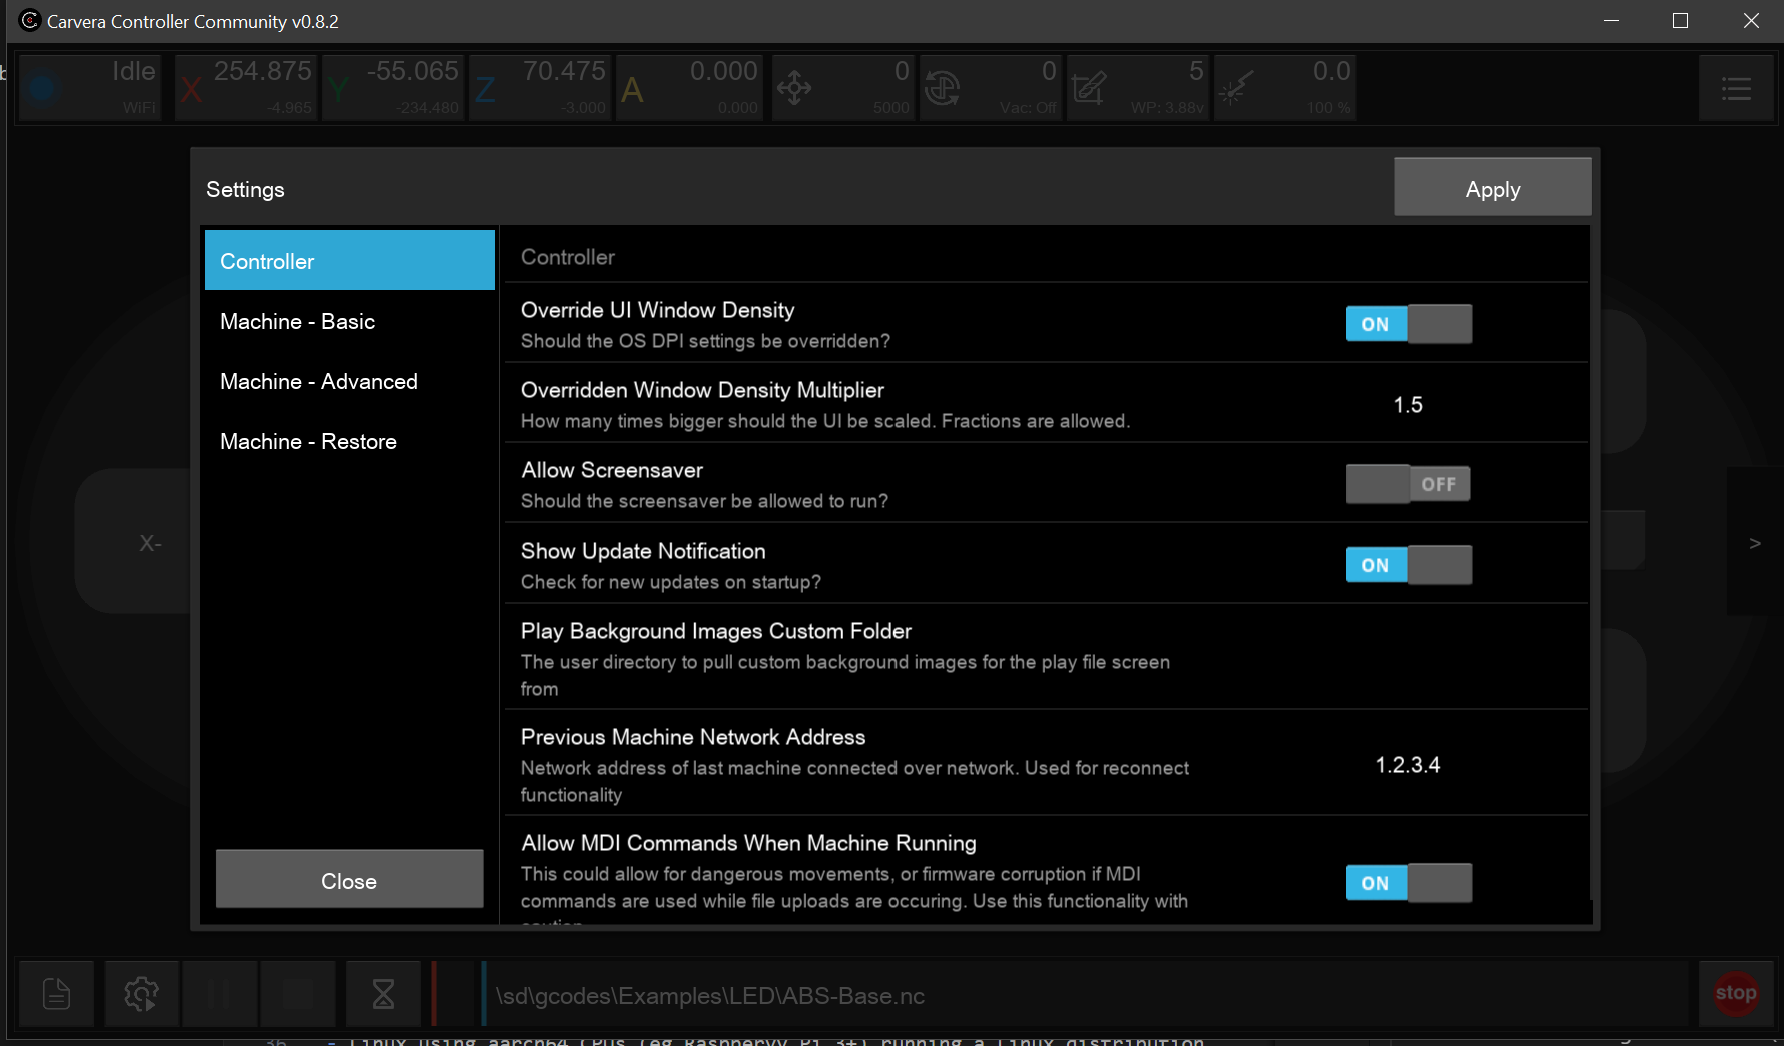 Carvera Controller Community v0.8.2
Idle
WiFi
X 254.875
-4.965
Y -55.065
-234.480
Z 70.475
-3.000
A 0.000
0.000
0
5000
0
Vac: Off
5
WP: 3.88v
0.0
100 %
Settings
Apply
Controller
Machine - Basic
Machine - Advanced
Machine - Restore
Close
Controller
Override UI Window Density
Should the OS DPI settings be overridden?
ON
Overridden Window Density Multiplier
How many times bigger should the UI be scaled. Fractions are allowed.
1.5
Allow Screensaver
Should the screensaver be allowed to run?
OFF
Show Update Notification
Check for new updates on startup?
ON
Play Background Images Custom Folder
The user directory to pull custom background images for the play file screen
from
Previous Machine Network Address
Network address of last machine connected over network. Used for reconnect
functionality
1.2.3.4
Allow MDI Commands When Machine Running
This could allow for dangerous movements, or firmware corruption if MDI
commands are used while file uploads are occuring. Use this functionality with
caution
ON
X-
>
\sd\gcodes\Examples\LED\ABS-Base.nc
stop
36 - Linux using aarch64 CPUs (eg Raspberry Pi 3+) running a Linux distribution